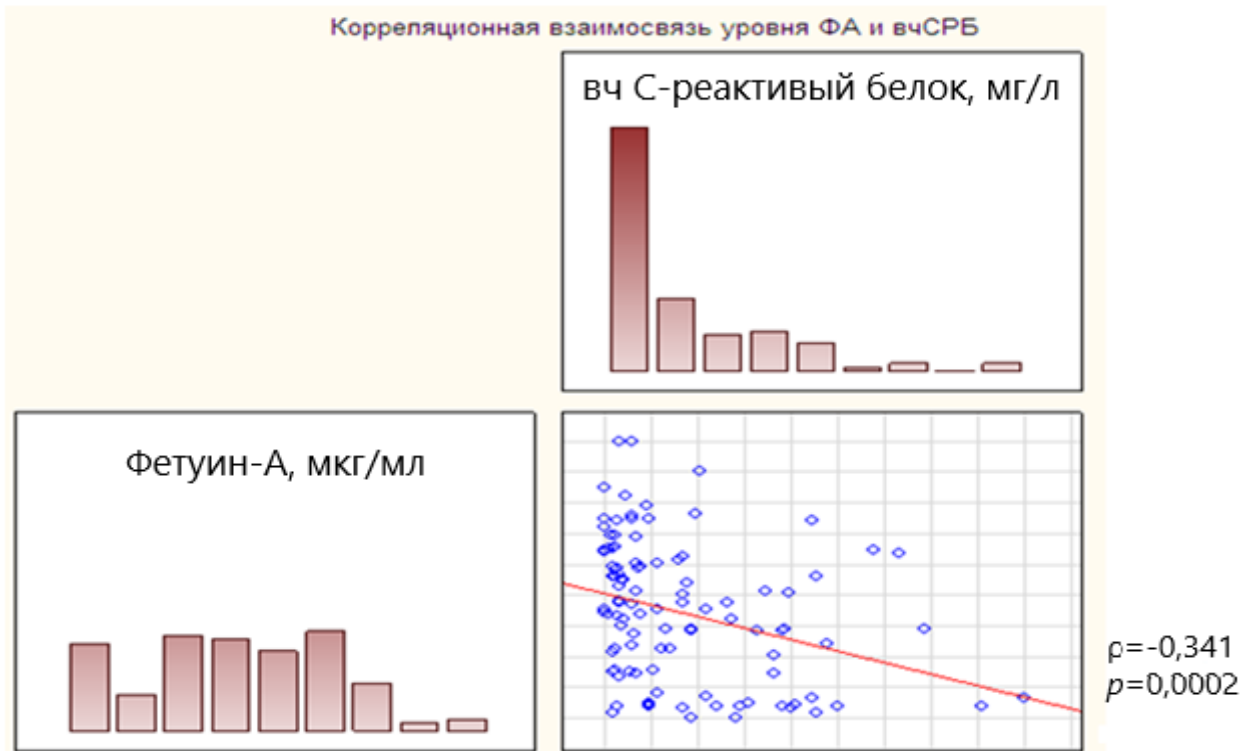 Корреляционная взаимосвязь уровня ФА и вчСРБ
вч С-реактивый белок, мг/л
Фетуин-А, мкг/мл
ρ=-0,341
p=0,0002